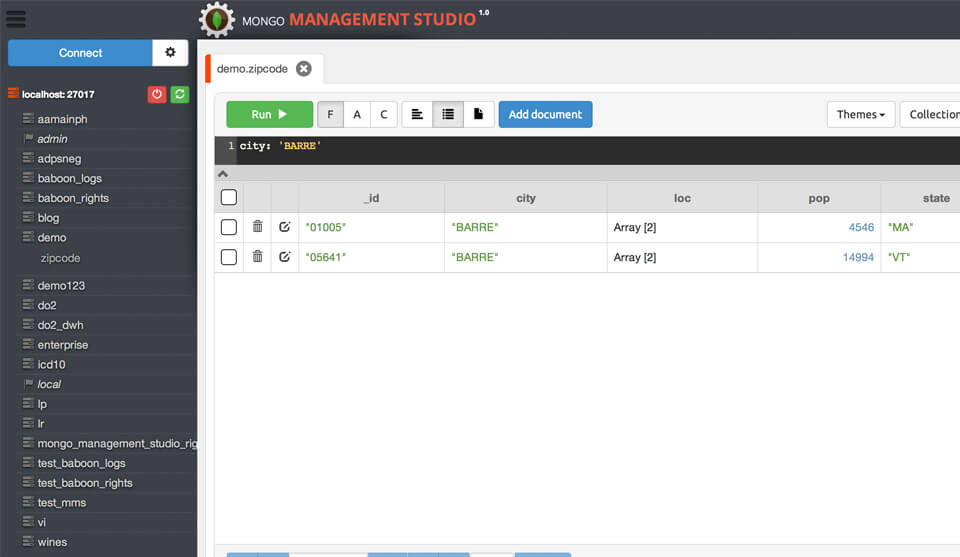 MONGO MANAGEMENT STUDIO 1.0
Connect
localhost: 27017
aamainph
admin
adpsneg
baboon_logs
baboon_rights
blog
demo
zipcode
demo123
do2
do2_dwh
enterprise
icd10
local
lp
lr
mongo_management_studio_rig
test_baboon_logs
test_baboon_rights
test_mms
vi
wines
demo.zipcode
Run F A C Add document Themes Collection
1 city: 'BARRE'
_id city loc pop state
"01005" "BARRE" Array [2] 4546 "MA"
"05641" "BARRE" Array [2] 14994 "VT"